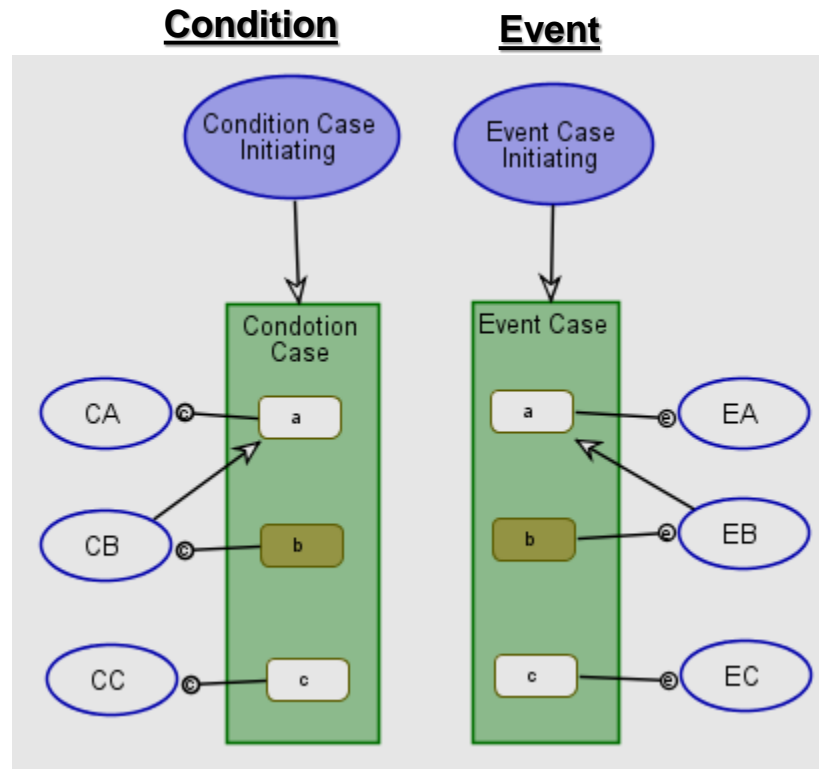 Condition
Event
Condition Case
Initiating
Event Case
Initiating
Condotion
Case
Event Case
CA
c
a
a
e
EA
CB
c
b
b
e
EB
CC
c
c
c
e
EC